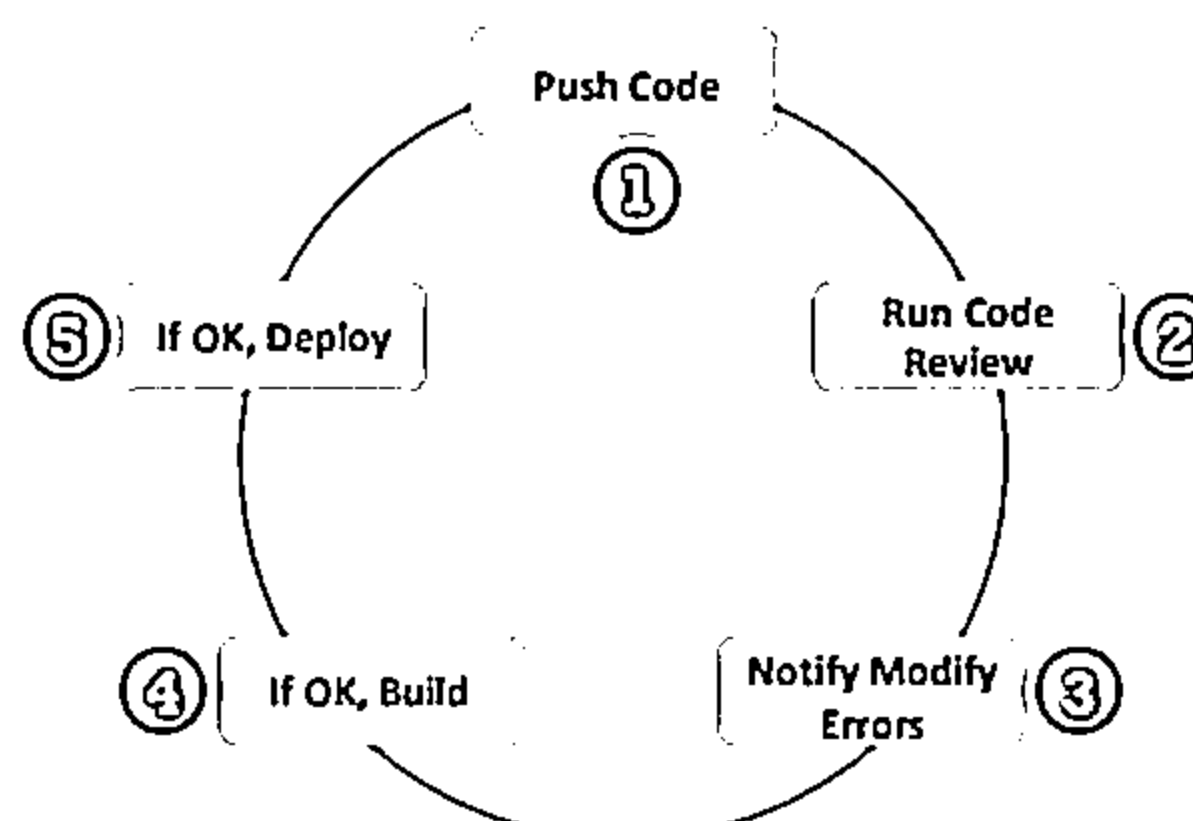 Push Code
1
Run Code
Review
2
Notify Modify
Errors
3
4
If OK, Build
5
If OK, Deploy